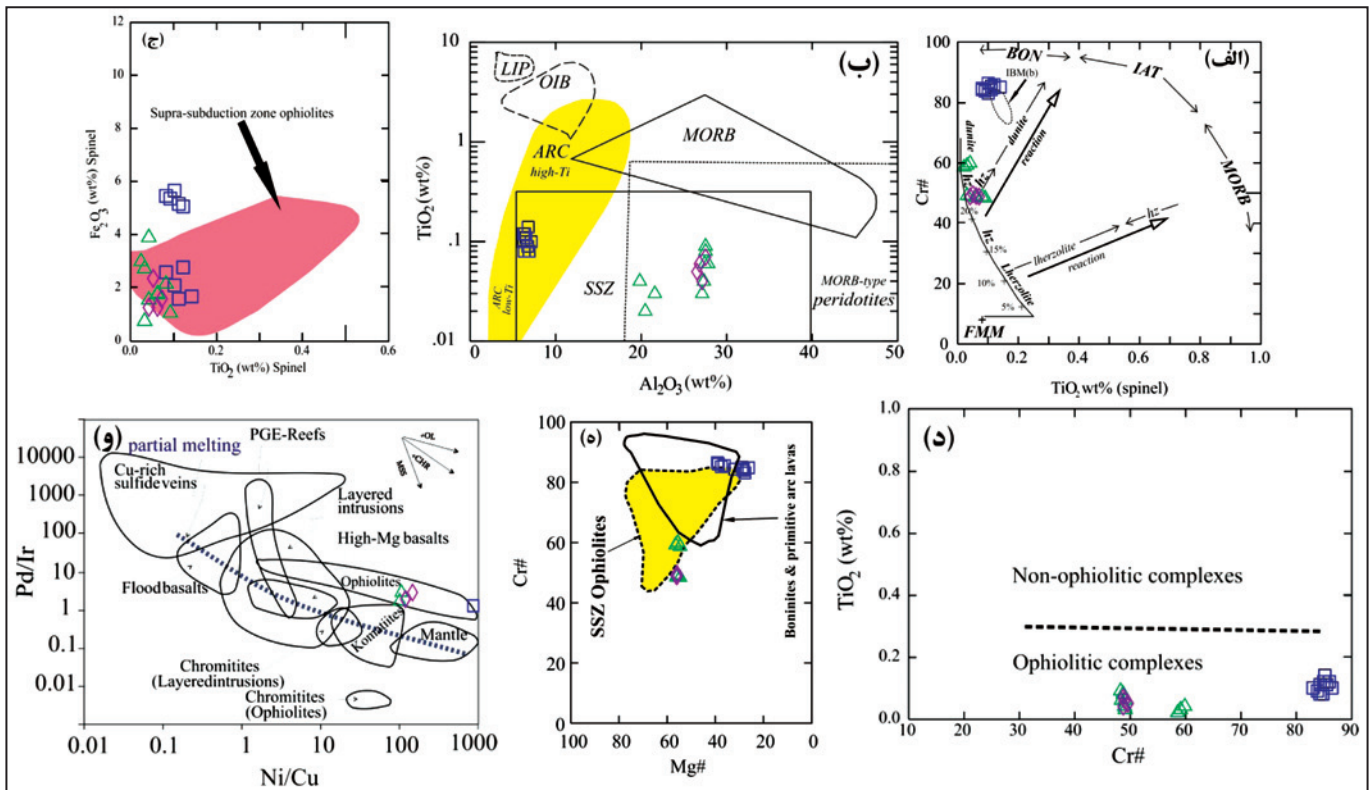 (ج)
12
10
8
6
4
2
0
Fe2O3 (wt%) Spinel
Supra-subduction zone ophiolites
0.0
0.2
0.4
0.6
TiO2 (wt%) Spinel
(ب)
10
1
.1
.01
TiO2 (wt%)
LIP
OIB
ARC
high-Ti
MORB
ARC
low-Ti
SSZ
MORB-type
peridotites
0
10
20
30
40
50
Al2O3 (wt%)
(الف)
100
80
60
40
20
0
Cr#
BON
IBM(b)
IAT
MORB
dunite
dunite
reaction
hz
hz
20%
hz
15%
Lherzolite
10%
5%
lherzolite
reaction
hz
FMM
0.0
0.2
0.4
0.6
0.8
1.0
TiO2 wt% (spinel)
(و)
partial melting
PGE-Reefs
+OL
+CHR
MSS
10000
1000
100
10
1
0.1
0.01
Pd/Ir
Cu-rich
sulfide veins
Layered
intrusions
High-Mg basalts
Flood basalts
Ophiolites
Komatiites
Mantle
Chromitites
(Layeredintrusions)
Chromitites
(Ophiolites)
0.01
0.1
1
10
100
1000
Ni/Cu
(ه)
100
80
60
40
20
0
Cr#
SSZ Ophiolites
Boninites & primitive arc lavas
100
80
60
40
20
0
Mg#
(د)
1.0
0.8
0.6
0.4
0.2
0.0
TiO2 (wt%)
Non-ophiolitic complexes
Ophiolitic complexes
10
20
30
40
50
60
70
80
90
Cr#